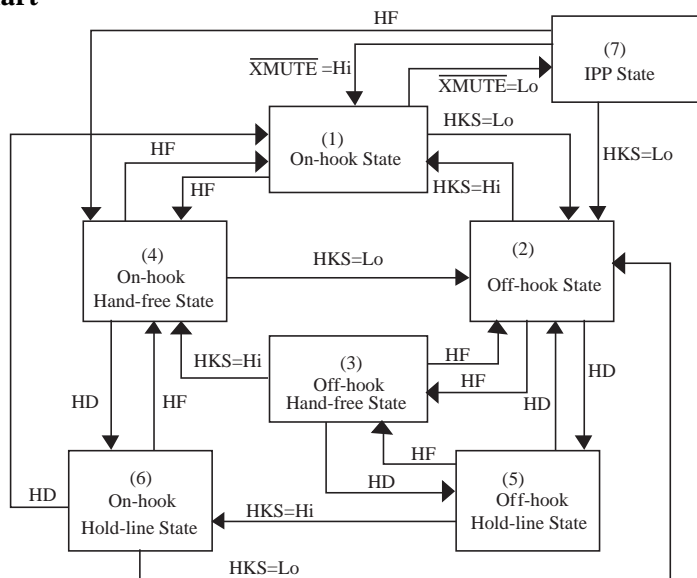 art
HF
(7)
IPP State
XMUTE =Hi
XMUTE=Lo
(1)
On-hook State
HKS=Lo
HKS=Lo
HF
HF
HKS=Hi
(4)
On-hook
Hand-free State
HKS=Lo
(2)
Off-hook State
HKS=Hi
(3)
Off-hook
Hand-free State
HF
HF
HD
HD
HF
HD
HF
HD
(6)
On-hook
Hold-line State
(5)
Off-hook
Hold-line State
HD
HKS=Hi
HKS=Lo